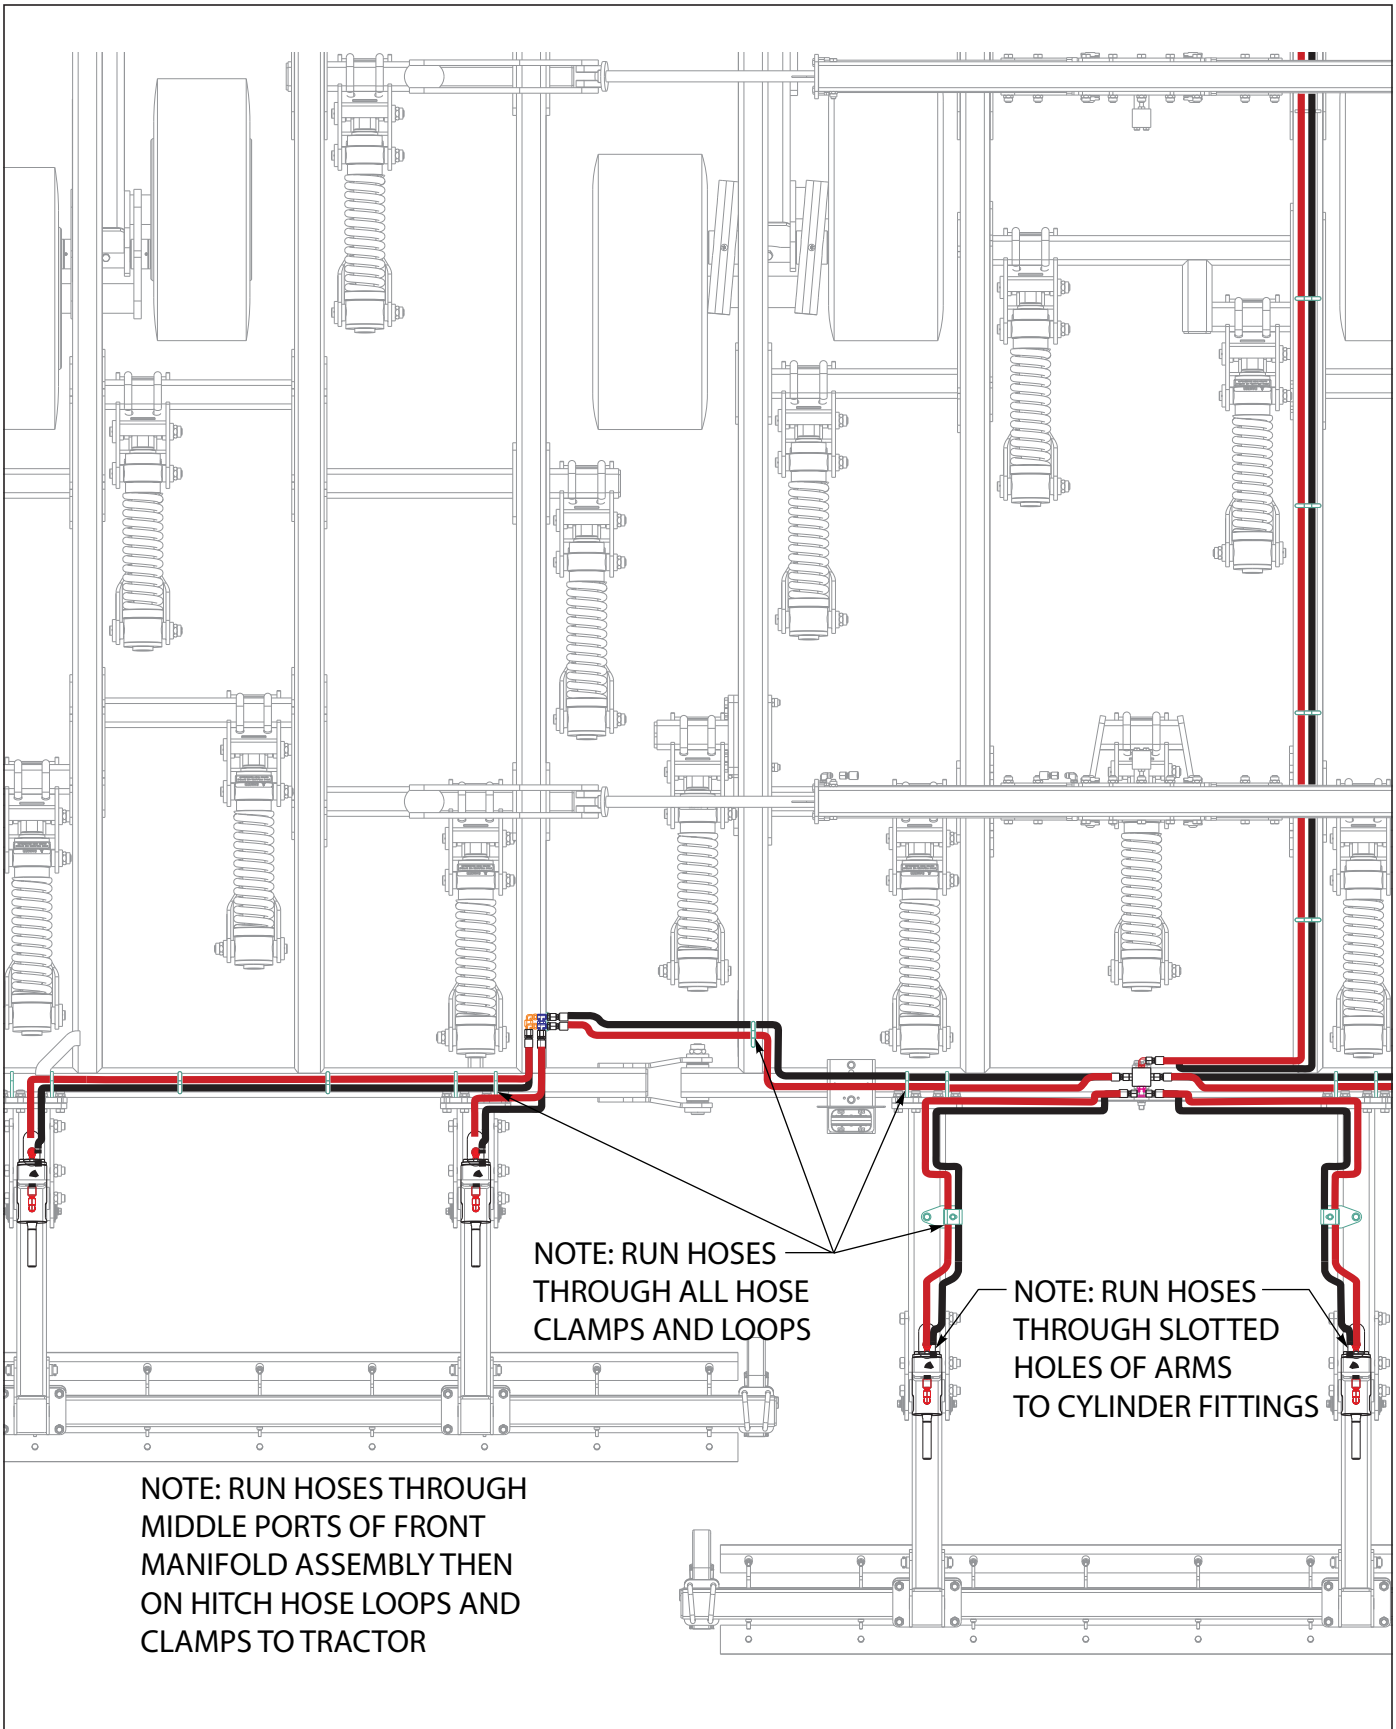 NOTE: RUN HOSES
THROUGH ALL HOSE
CLAMPS AND LOOPS
NOTE: RUN HOSES
THROUGH SLOTTED
HOLES OF ARMS
TO CYLINDER FITTINGS
NOTE: RUN HOSES THROUGH
MIDDLE PORTS OF FRONT
MANIFOLD ASSEMBLY THEN
ON HITCH HOSE LOOPS AND
CLAMPS TO TRACTOR